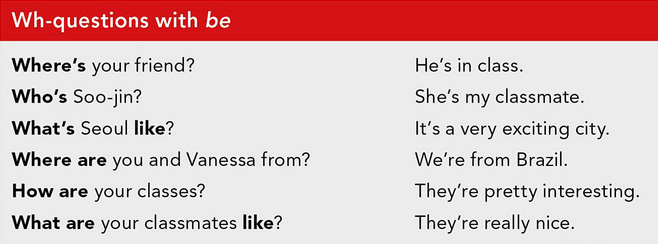 Wh-questions with be
Where's your friend? He's in class.
Who's Soo-jin? She's my classmate.
What's Seoul like? It's a very exciting city.
Where are you and Vanessa from? We're from Brazil.
How are your classes? They're pretty interesting.
What are your classmates like? They're really nice.